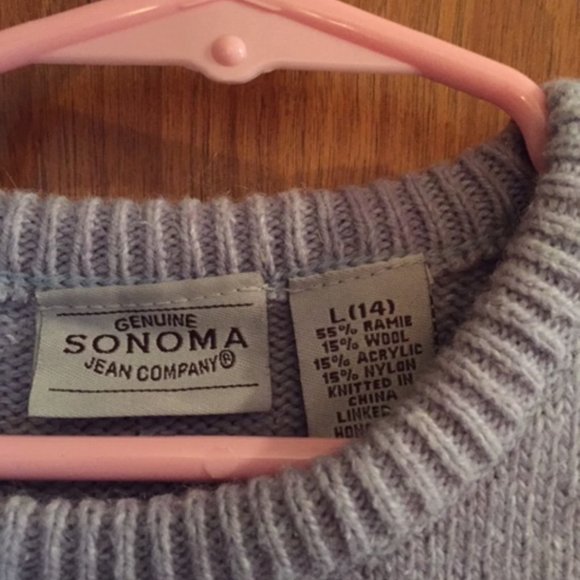 GENUINE
SONOMA
JEAN COMPANY®
L(14)
55% RAMIE
15% WOOL
15% ACRYLIC
15% NYLON
KNITTED IN
CHINA
LINKED